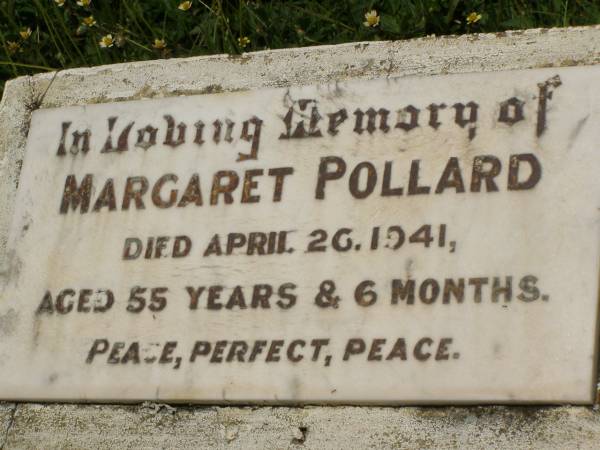 In Loving Memory of
MARGARET POLLARD
DIED APRIL 26. 1941,
AGED 55 YEARS & 6 MONTHS.
PEACE, PERFECT, PEACE.